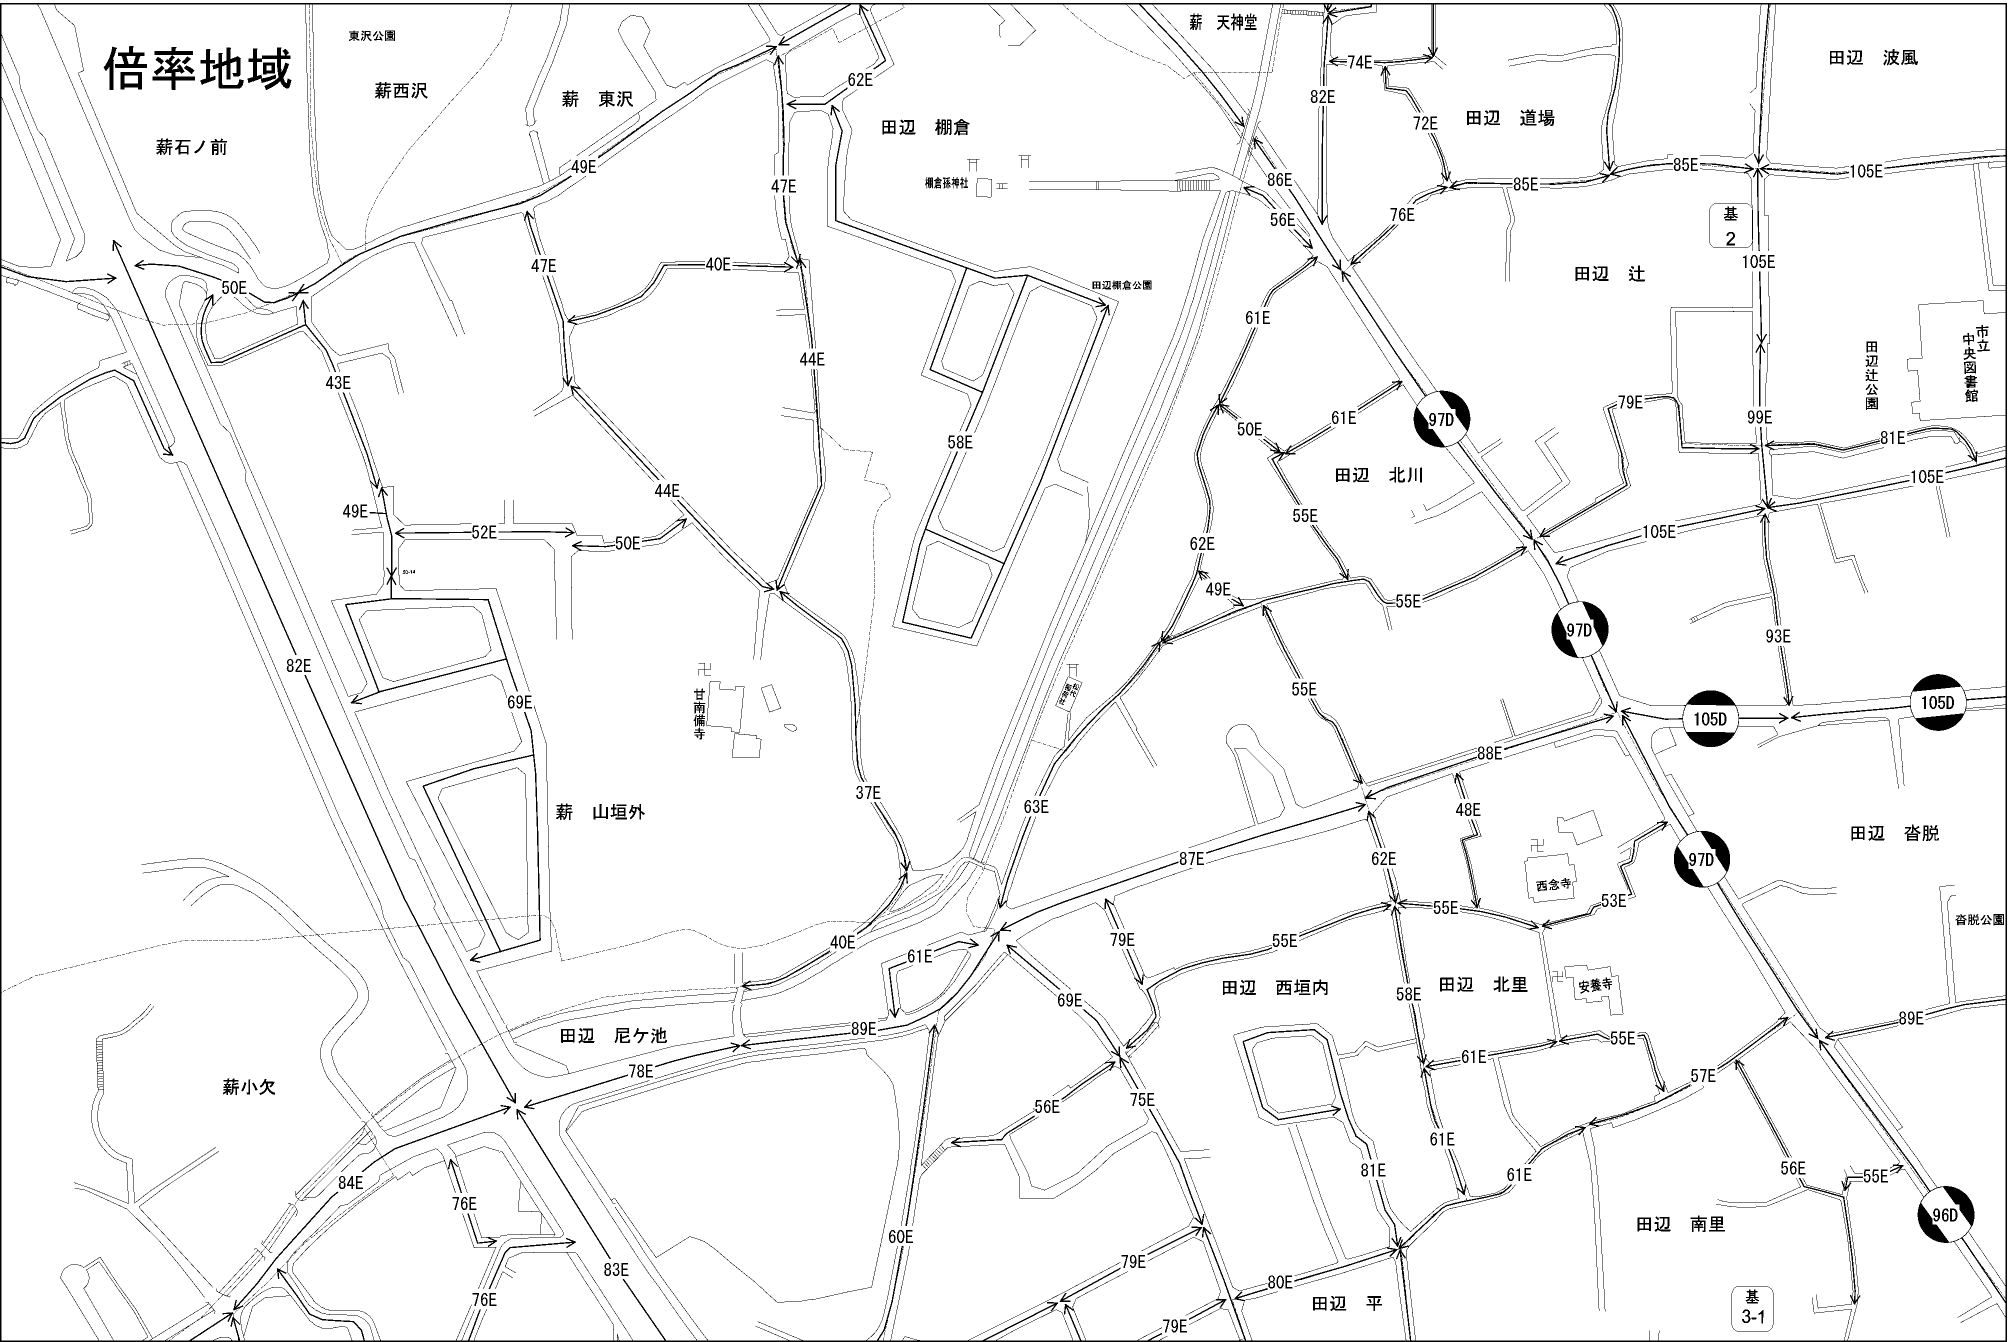 倍率地域
東沢公園
薪西沢
薪 東沢
薪石ノ前
薪 天神堂
田辺 波風
74E
62E
82E
72E
田辺 道場
田辺 棚倉
49E
47E
棚倉孫神社
86E
85E
85E
105E
56E
76E
基
2
47E
40E
105E
50E
田辺 辻
田辺棚倉公園
61E
44E
43E
市立
中央図書館
田辺辻公園
79E
99E
97D
61E
50E
81E
58E
田辺 北川
105E
44E
49E
52E
50E
55E
62E
105E
49E
55E
97D
93E
82E
69E
甘南備寺
55E
105D
105D
88E
37E
63E
48E
薪 山垣外
87E
62E
97D
田辺 沓脱
西念寺
53E
55E
沓脱公園
40E
61E
79E
55E
田辺 西垣内
田辺 北里
安養寺
69E
58E
89E
89E
田辺 尼ケ池
55E
61E
78E
57E
薪小欠
56E
75E
61E
84E
81E
61E
56E
55E
76E
96D
60E
田辺 南里
83E
79E
80E
76E
田辺 平
基
3-1
79E